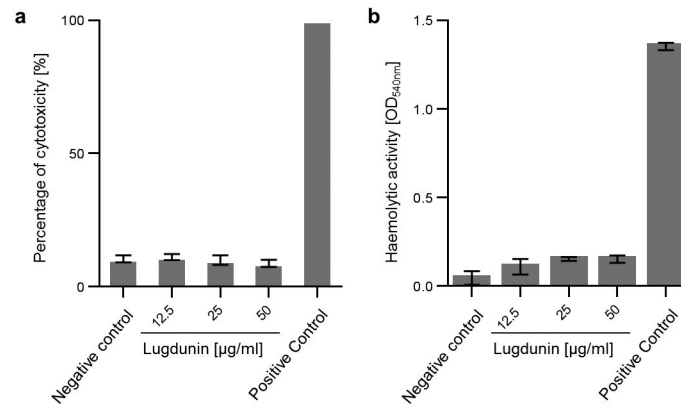 a
Percentage of cytotoxicity [%]
100
50
0
Negative control
12.5
25
50
Lugdunin [µg/ml]
Positive Control
b
Haemolytic activity [OD540nm]
1.5
1.0
0.5
0.0
Negative control
12.5
25
50
Lugdunin [µg/ml]
Positive Control